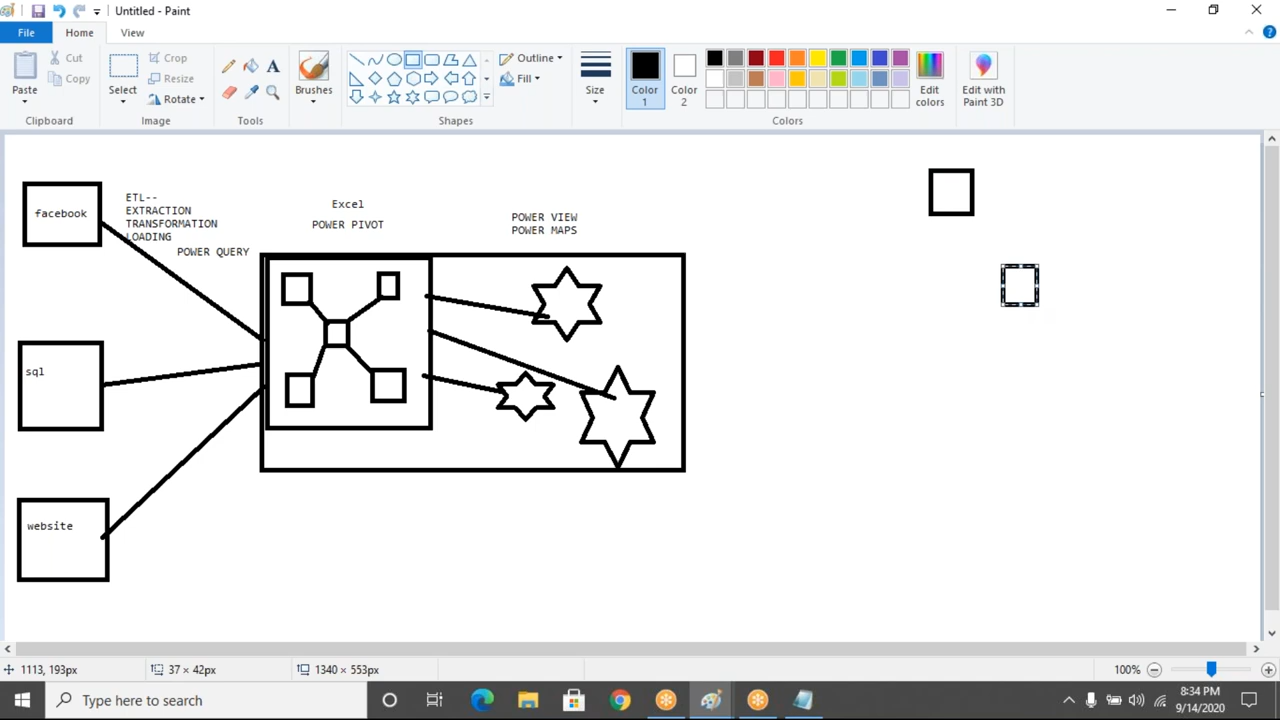 Untitled - Paint
File
Home
View
Paste
Cut
Copy
Clipboard
Select
Crop
Resize
Rotate
Image
A
Tools
Brushes
Outline
Fill
Shapes
Size
Color 1
Color 2
Edit colors
Edit with Paint 3D
Colors
facebook
ETL--
EXTRACTION
TRANSFORMATION
LOADING
POWER QUERY
Excel
POWER PIVOT
POWER VIEW
POWER MAPS
sql
website
1113, 193px
37 × 42px
1340 × 553px
100%
Type here to search
8:34 PM
9/14/2020